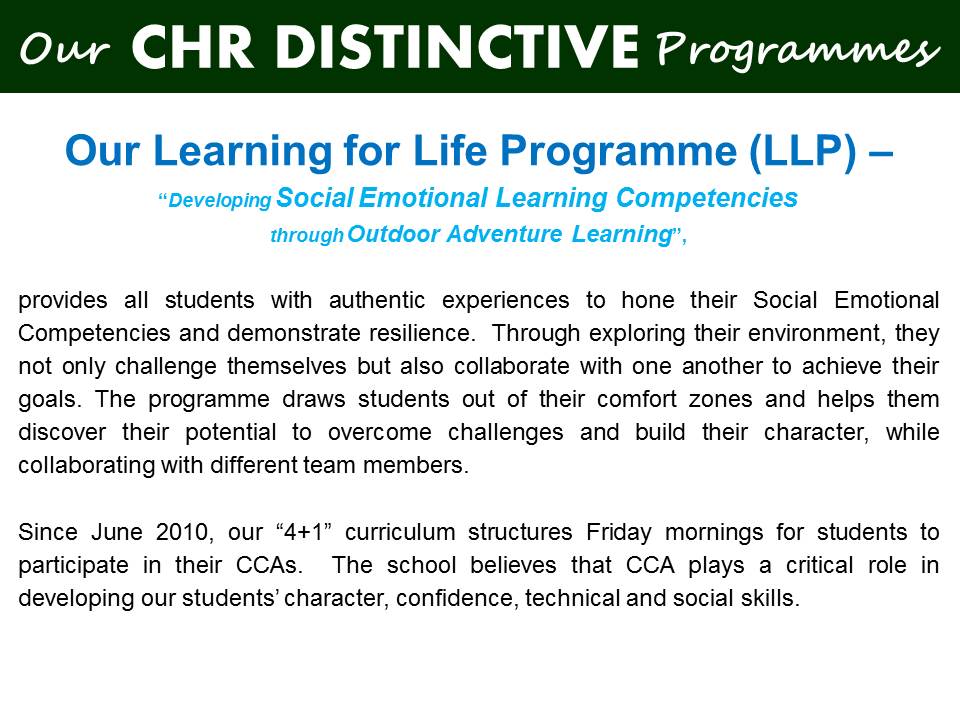 Our CHR DISTINCTIVE Programmes
Our Learning for Life Programme (LLP) –
“Developing Social Emotional Learning Competencies
through Outdoor Adventure Learning”,
provides all students with authentic experiences to hone their Social Emotional
Competencies and demonstrate resilience. Through exploring their environment, they
not only challenge themselves but also collaborate with one another to achieve their
goals. The programme draws students out of their comfort zones and helps them
discover their potential to overcome challenges and build their character, while
collaborating with different team members.
Since June 2010, our “4+1” curriculum structures Friday mornings for students to
participate in their CCAs. The school believes that CCA plays a critical role in
developing our students’ character, confidence, technical and social skills.